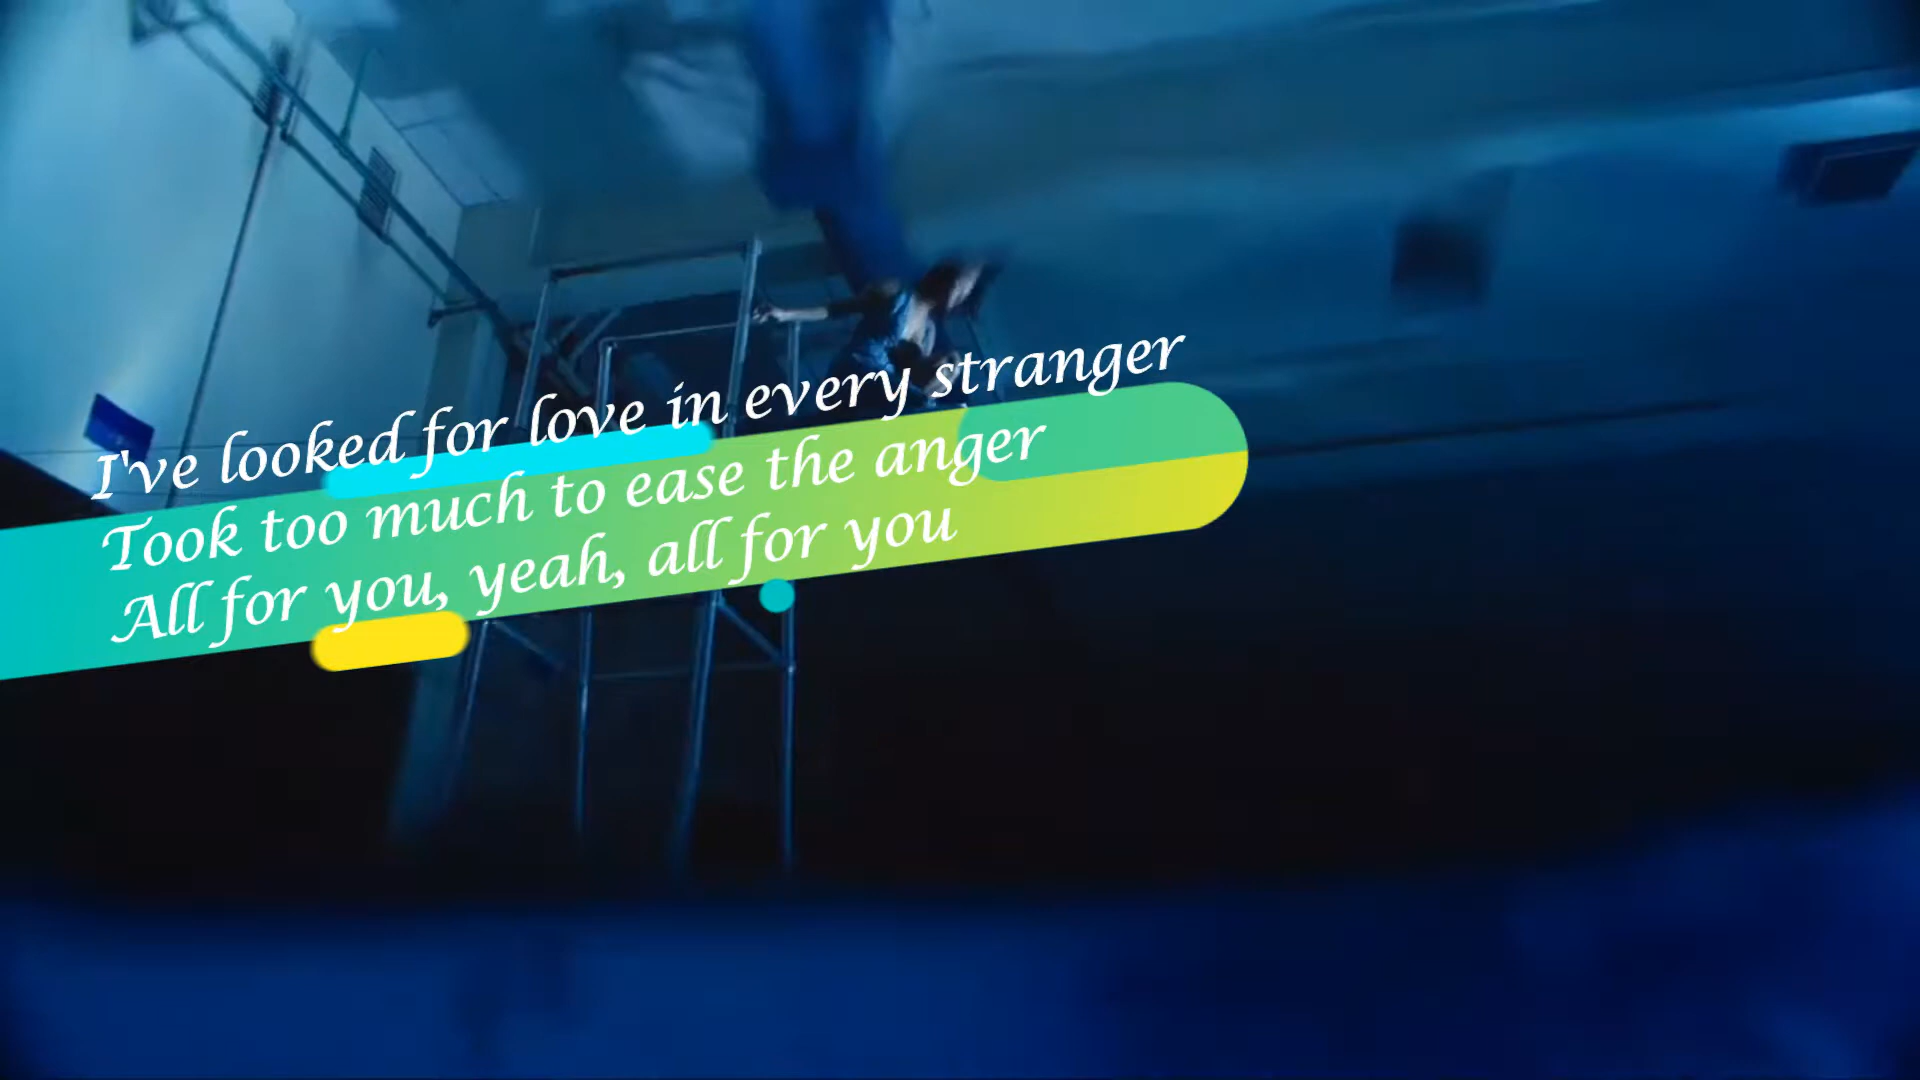 I've looked for love in every stranger
Took too much to ease the anger
All for you, yeah, all for you